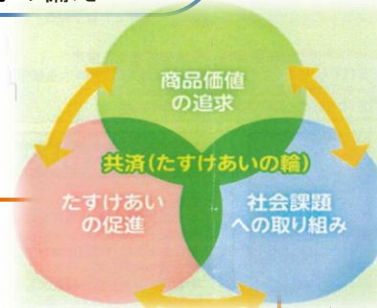 商品価値
の追求
共済(たすけあいの輪)
たすけあい
の促進
社会課題
への取り組み